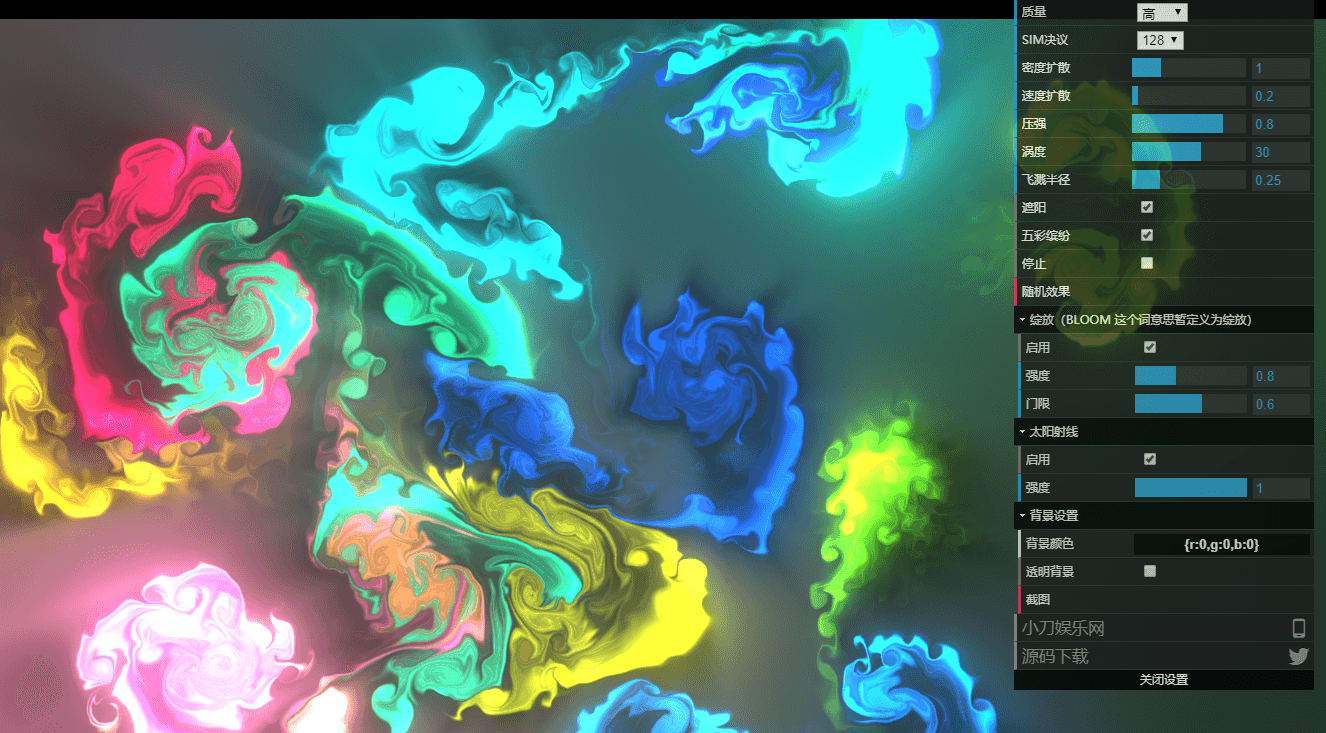 质量 高
SIM决议 128
密度扩散 1
速度扩散 0.2
压强 0.8
涡度 30
飞溅半径 0.25
遮阳
五彩缤纷
停止
随机效果
绽放（BLOOM 这个词意思暂定义为绽放）
启用
强度 0.8
门限 0.6
太阳射线
启用
强度 1
背景设置
背景颜色 {r:0,g:0,b:0}
透明背景
截图
小刀娱乐网
源码下载
关闭设置